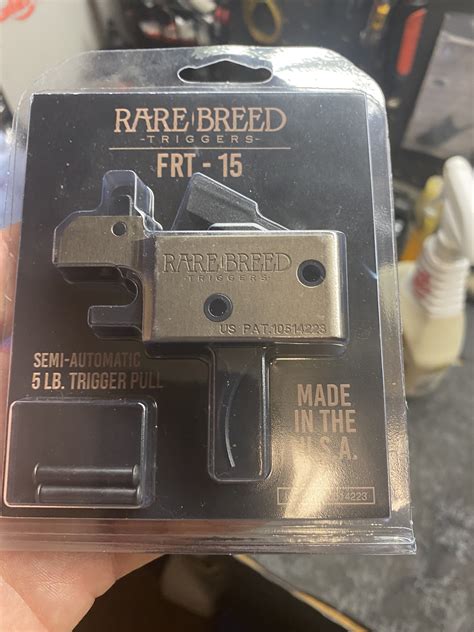 RARE BREED
-TRIGGERS-
FRT - 15
RARE BREED
TRIGGERS
US PAT.10514223
SEMI-AUTOMATIC
5 LB. TRIGGER PULL
MADE
IN THE
U.S.A.